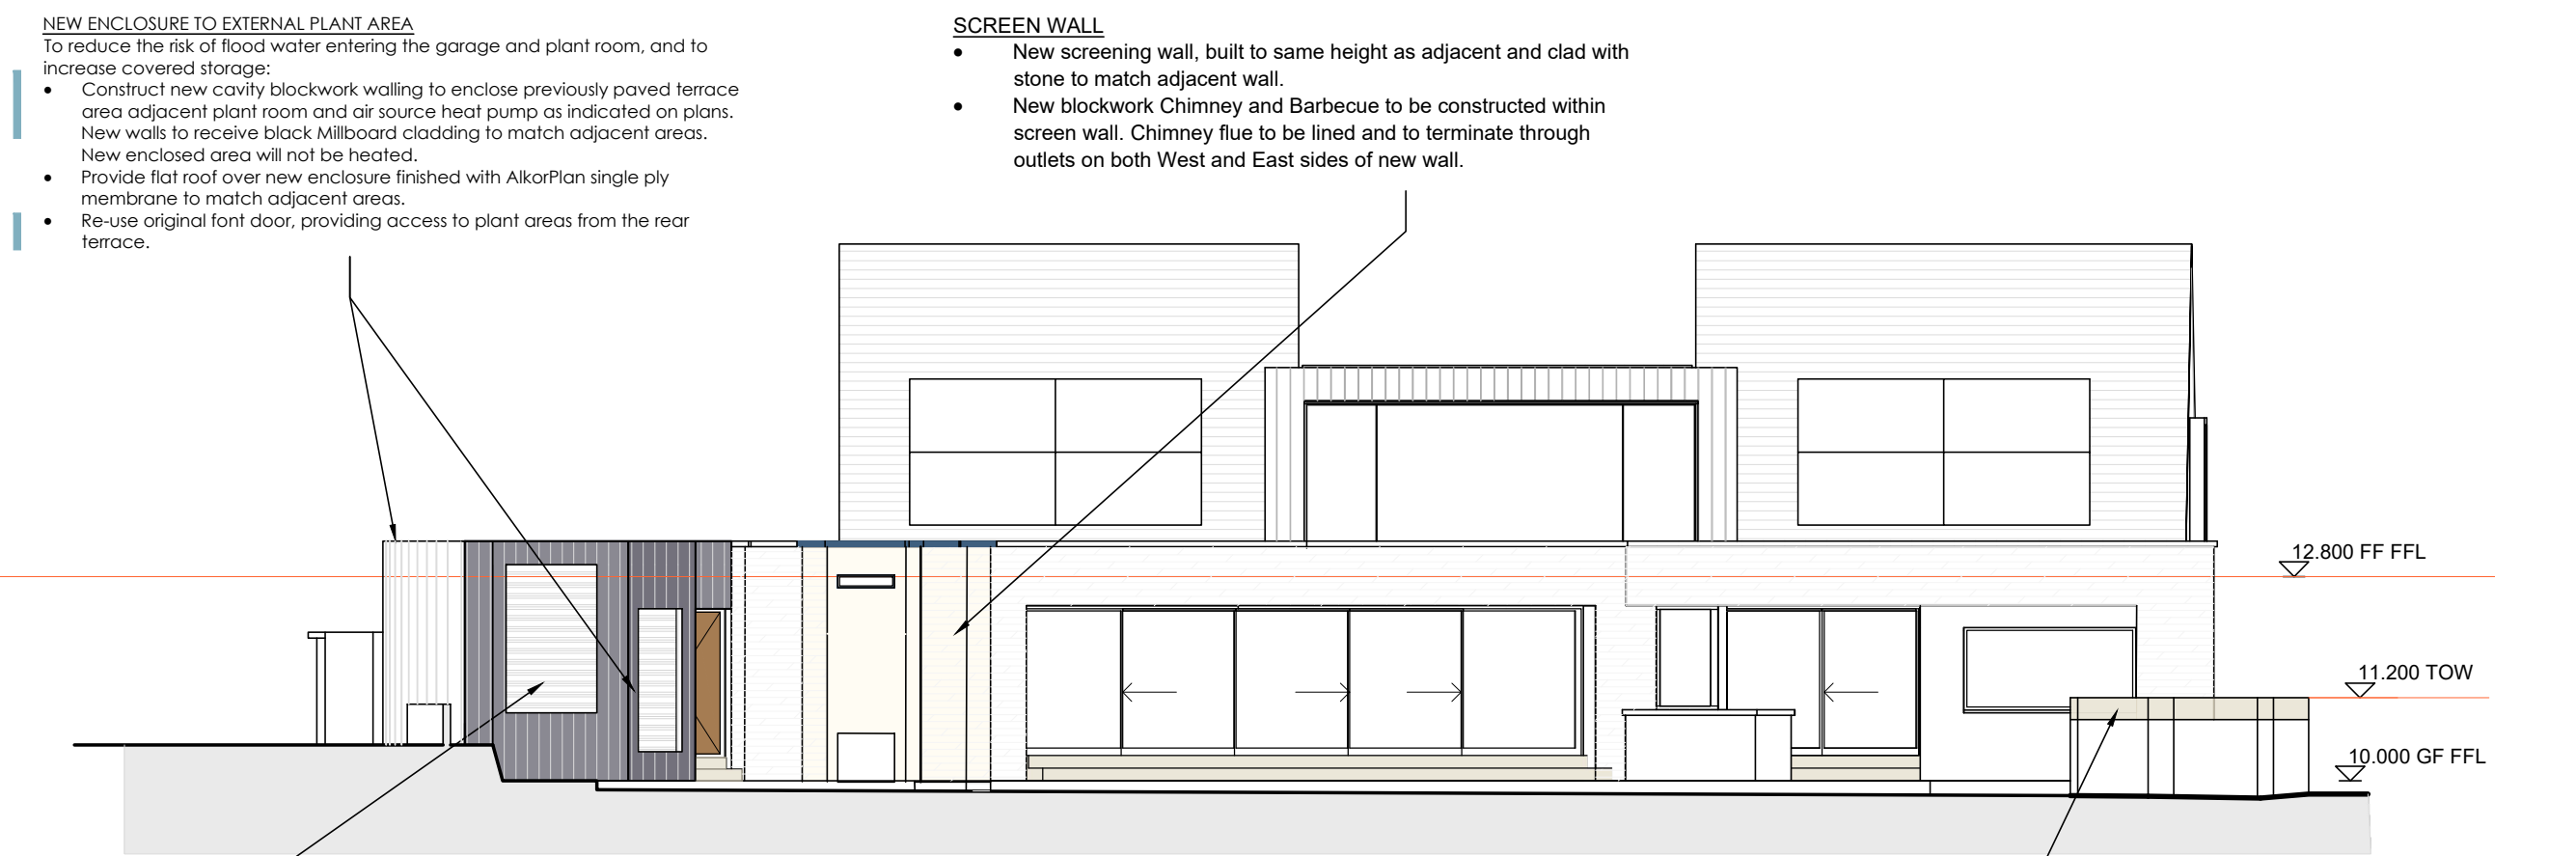 NEW ENCLOSURE TO EXTERNAL PLANT AREA
To reduce the risk of flood water entering the garage and plant room, and to
increase covered storage:
• Construct new cavity blockwork walling to enclose previously paved terrace
area adjacent plant room and air source heat pump as indicated on plans.
New walls to receive black Millboard cladding to match adjacent areas.
New enclosed area will not be heated.
• Provide flat roof over new enclosure finished with AlkorPlan single ply
membrane to match adjacent areas.
• Re-use original font door, providing access to plant areas from the rear
terrace.
SCREEN WALL
• New screening wall, built to same height as adjacent and clad with
stone to match adjacent wall.
• New blockwork Chimney and Barbecue to be constructed within
screen wall. Chimney flue to be lined and to terminate through
outlets on both West and East sides of new wall.
12.800 FF FFL
11.200 TOW
10.000 GF FFL